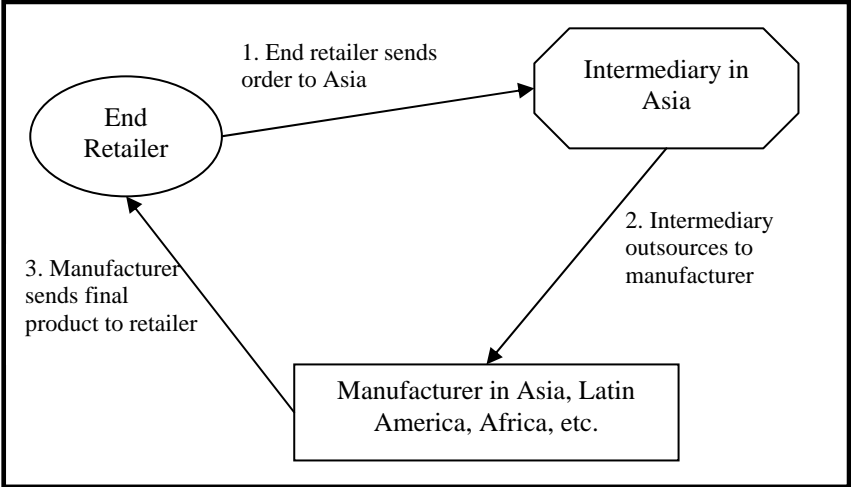 1. End retailer sends
order to Asia
Intermediary in
Asia
End
Retailer
2. Intermediary
outsources to
manufacturer
3. Manufacturer
sends final
product to retailer
Manufacturer in Asia, Latin
America, Africa, etc.